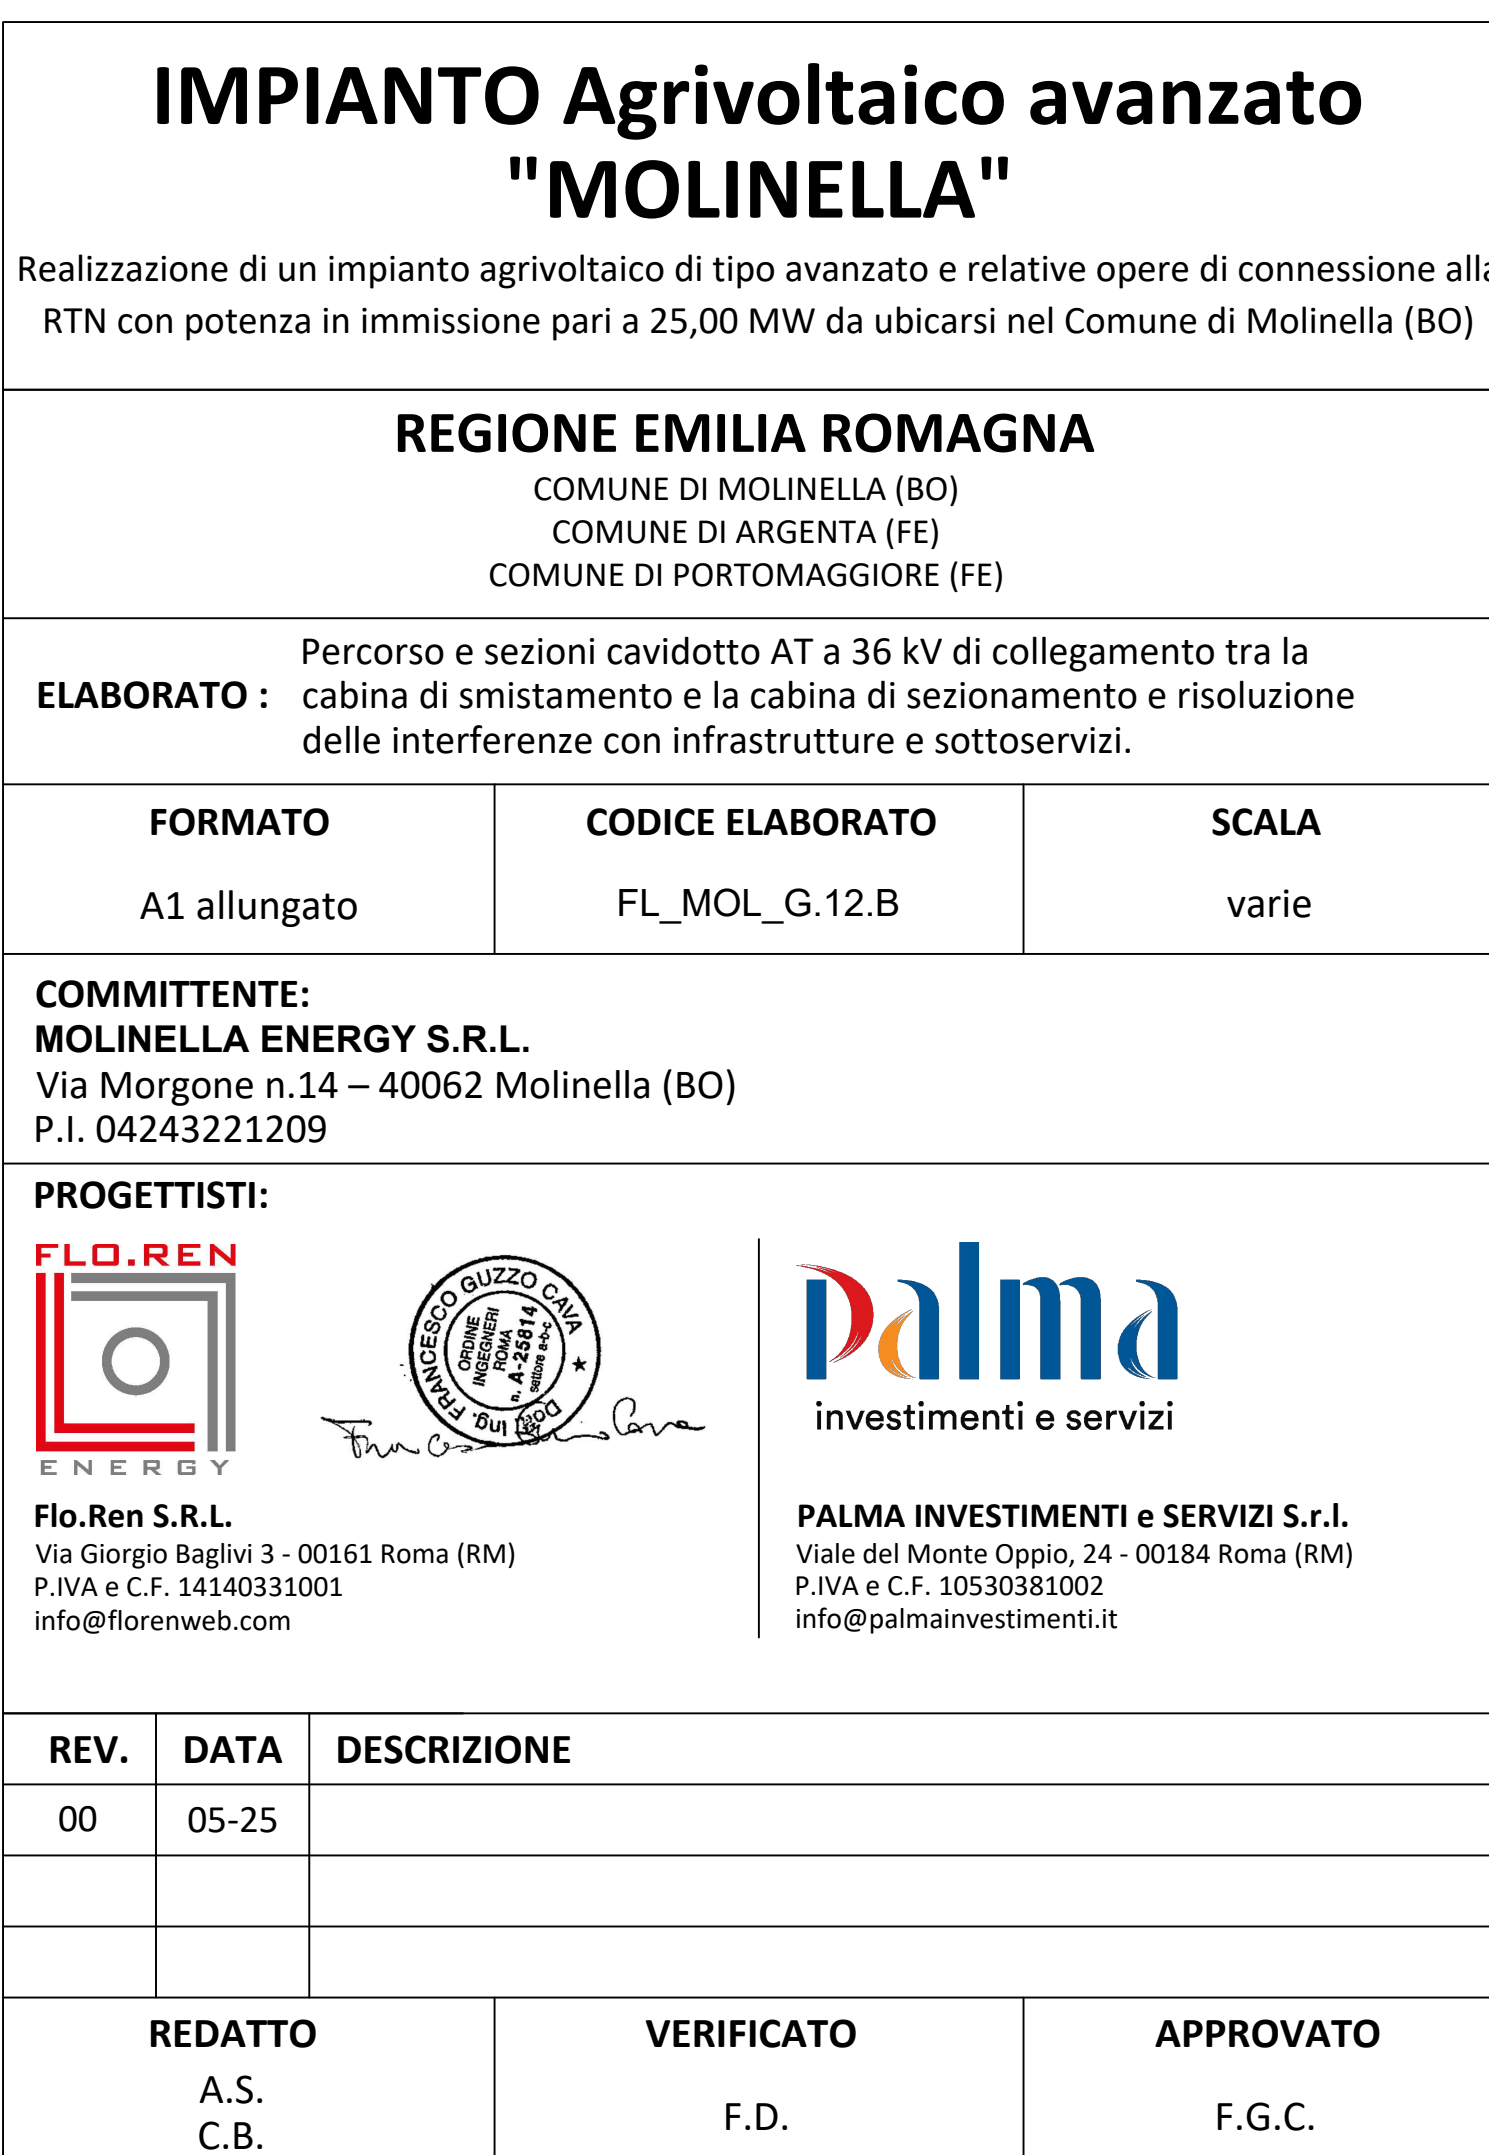 IMPIANTO Agrivoltaico avanzato
"MOLINELLA"
Realizzazione di un impianto agrivoltaico di tipo avanzato e relative opere di connessione alla
RTN con potenza in immissione pari a 25,00 MW da ubicarsi nel Comune di Molinella (BO)
REGIONE EMILIA ROMAGNA
COMUNE DI MOLINELLA (BO)
COMUNE DI ARGENTA (FE)
COMUNE DI PORTOMAGGIORE (FE)
ELABORATO :
Percorso e sezioni cavidotto AT a 36 kV di collegamento tra la
cabina di smistamento e la cabina di sezionamento e risoluzione
delle interferenze con infrastrutture e sottoservizi.
FORMATO
CODICE ELABORATO
SCALA
A1 allungato
FL_MOL_G.12.B
varie
COMMITTENTE:
MOLINELLA ENERGY S.R.L.
Via Morgone n.14 – 40062 Molinella (BO)
P.I. 04243221209
PROGETTISTI:
FLO.REN
ENERGY
Dott. Ing. FRANCESCO GUZZO CAVA
ORDINE
INGEGNERI
ROMA
n. A-25814
settore a-b-c
palma
investimenti e servizi
Flo.Ren S.R.L.
Via Giorgio Baglivi 3 - 00161 Roma (RM)
P.IVA e C.F. 14140331001
info@florenweb.com
PALMA INVESTIMENTI e SERVIZI S.r.l.
Viale del Monte Oppio, 24 - 00184 Roma (RM)
P.IVA e C.F. 10530381002
info@palmainvestimenti.it
REV.
DATA
DESCRIZIONE
00
05-25
REDATTO
VERIFICATO
APPROVATO
A.S.
C.B.
F.D.
F.G.C.